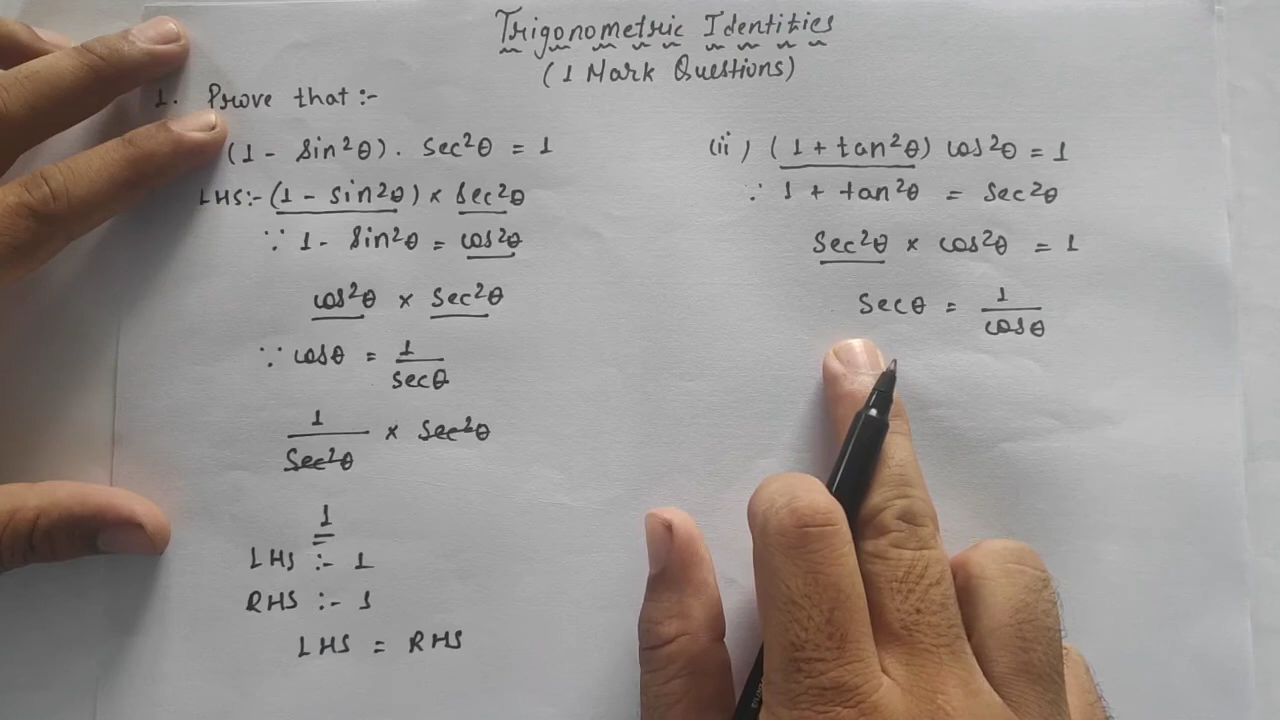 Trigonometric Identities
(1 Mark Questions)
1. Prove that :-
(1 - Sin²θ). Sec²θ = 1
LHS:- (1 - sin²θ) × Sec²θ
∵ 1 - Sin²θ = cos²θ
cos²θ × Sec²θ
∵ cosθ = 1/secθ
1/Sec²θ × Sec²θ
1
LHS :- 1
RHS :- 1
LHS = RHS
(ii) (1 + tan²θ) cos²θ = 1
∵ 1 + tan²θ = Sec²θ
Sec²θ × cos²θ = 1
Secθ = 1/cosθ